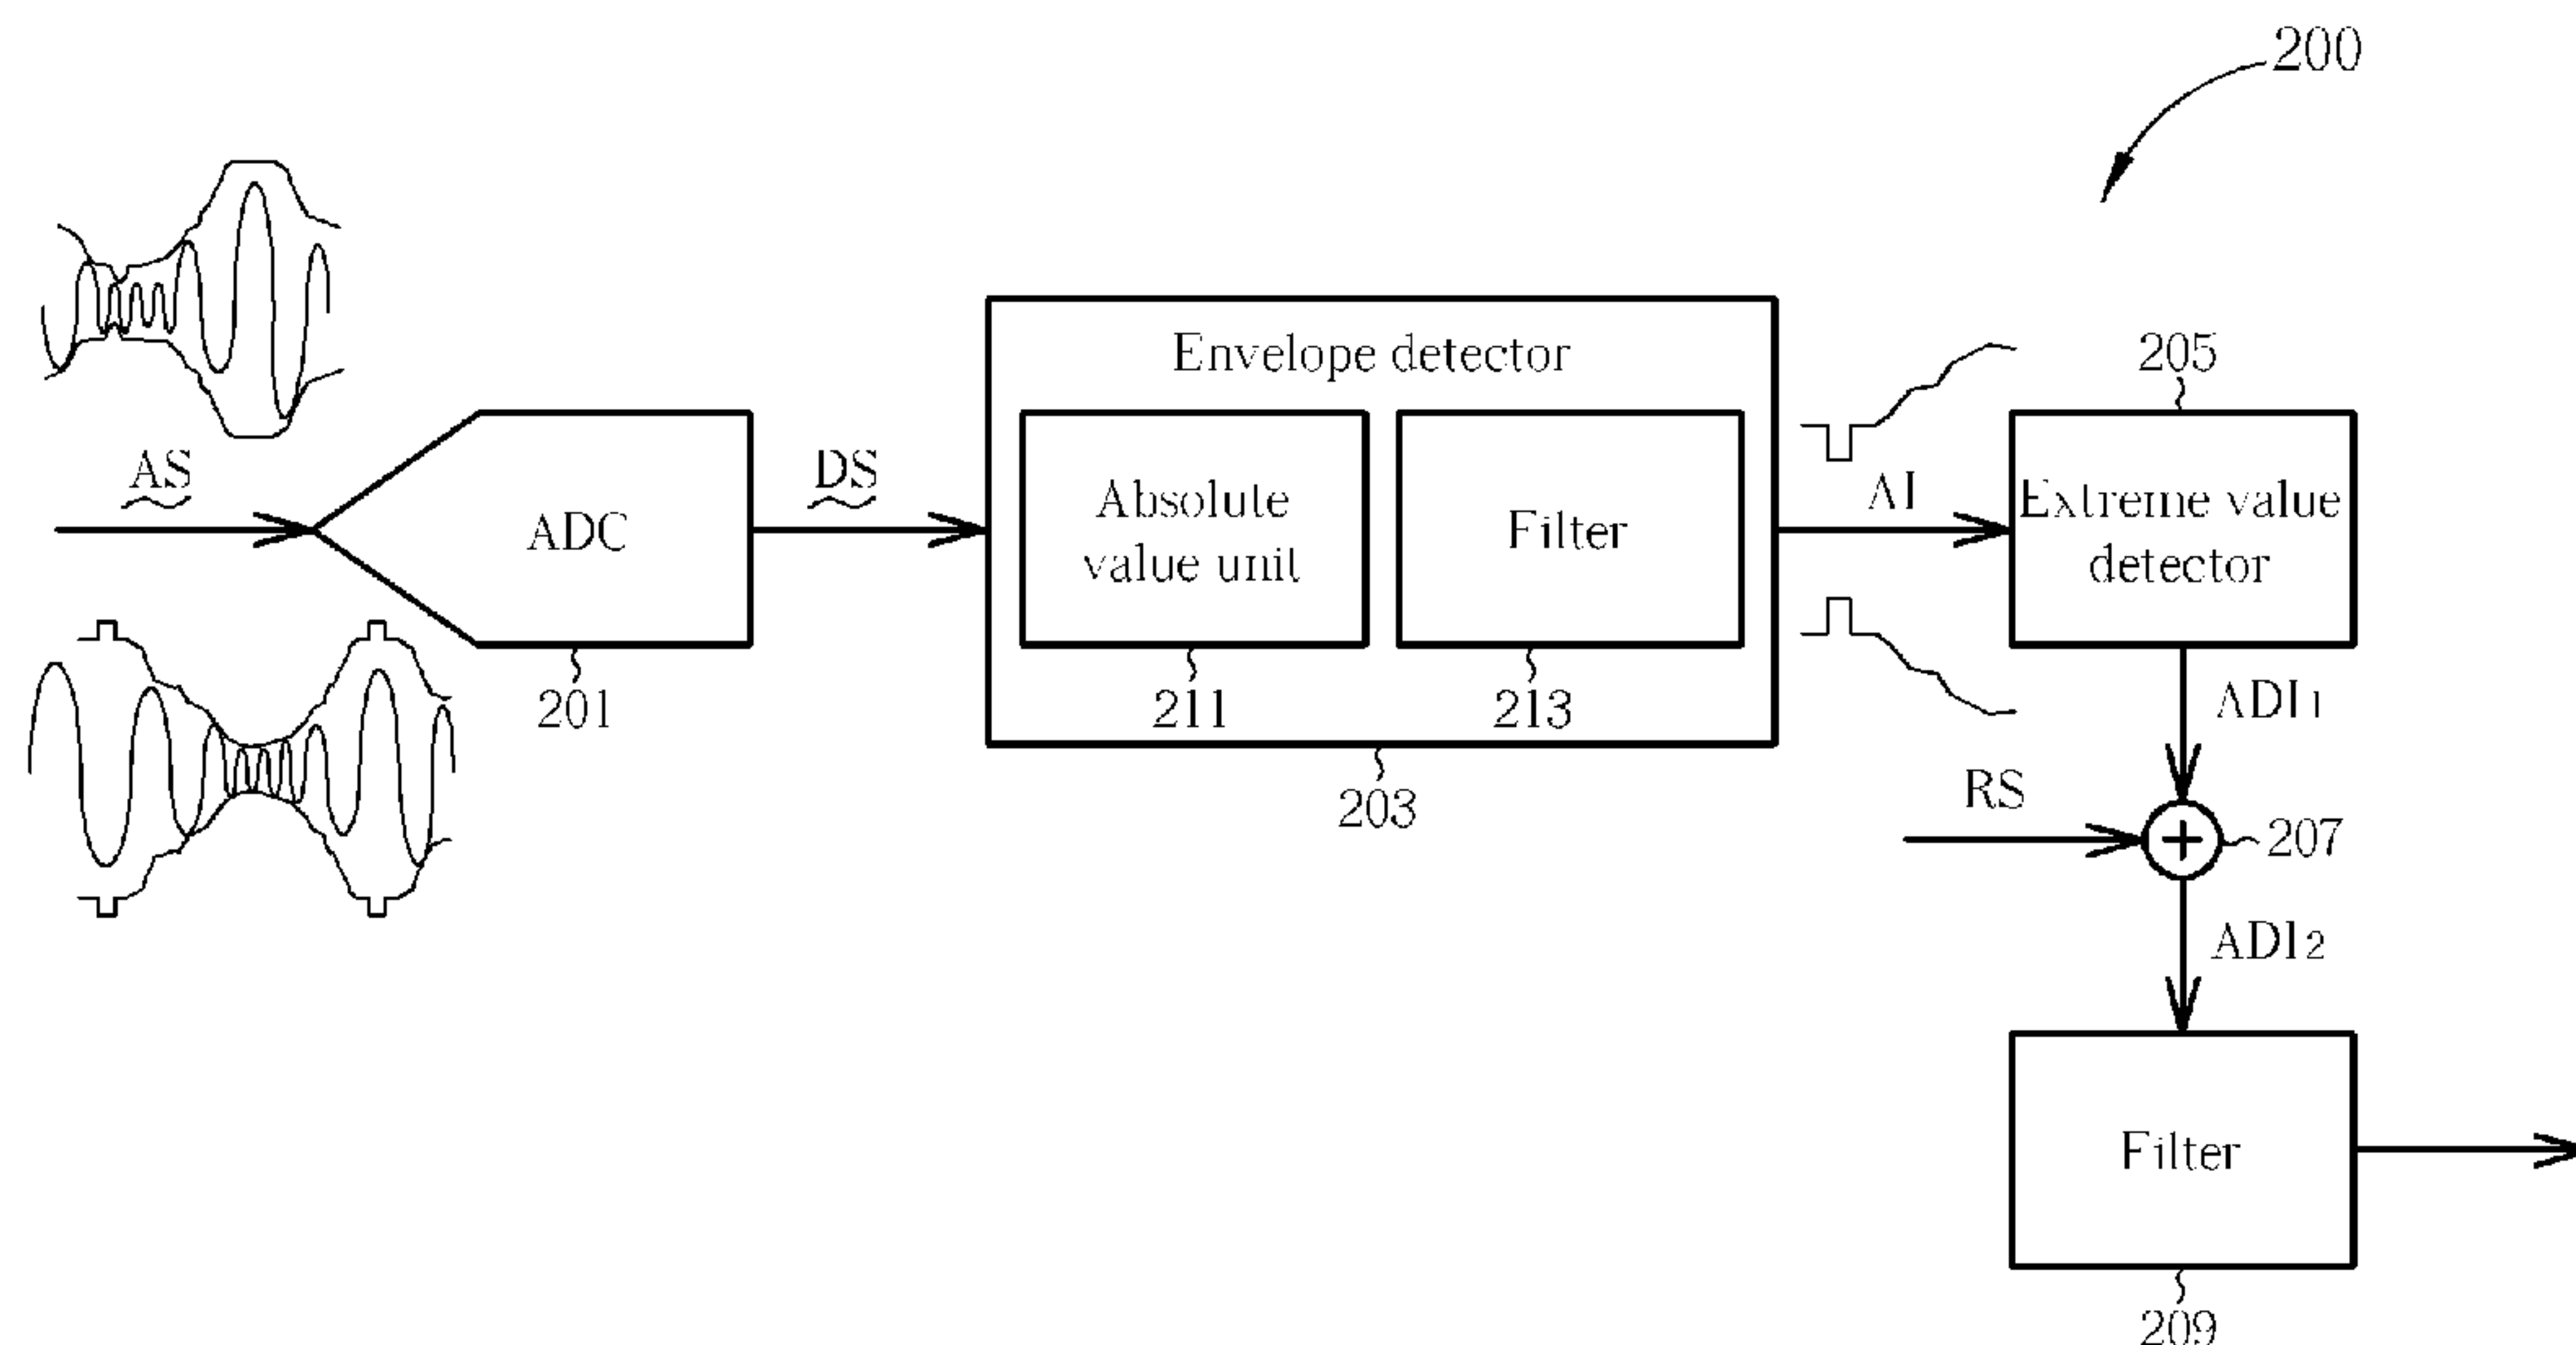 200
AS
ADC
201
DS
Envelope detector
Absolute
value unit
211
Filter
213
203
AI
205
Extreme value
detector
ADI1
RS
207
ADI2
Filter
209